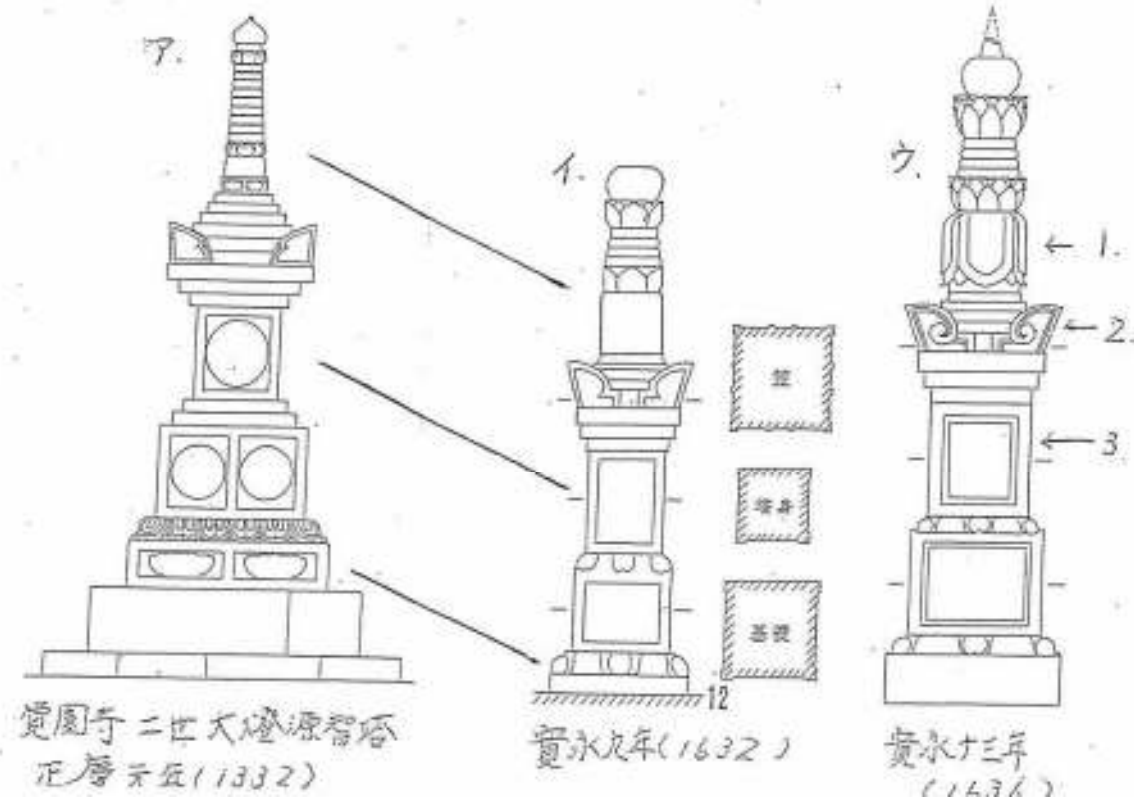 ア.
イ.
ウ.
← 1.
← 2.
← 3.
笠
塔身
基礎
12
覚園寺二世大燈源智塔
正慶元年(1332)
寛永九年(1632)
寛永十三年
(1636)